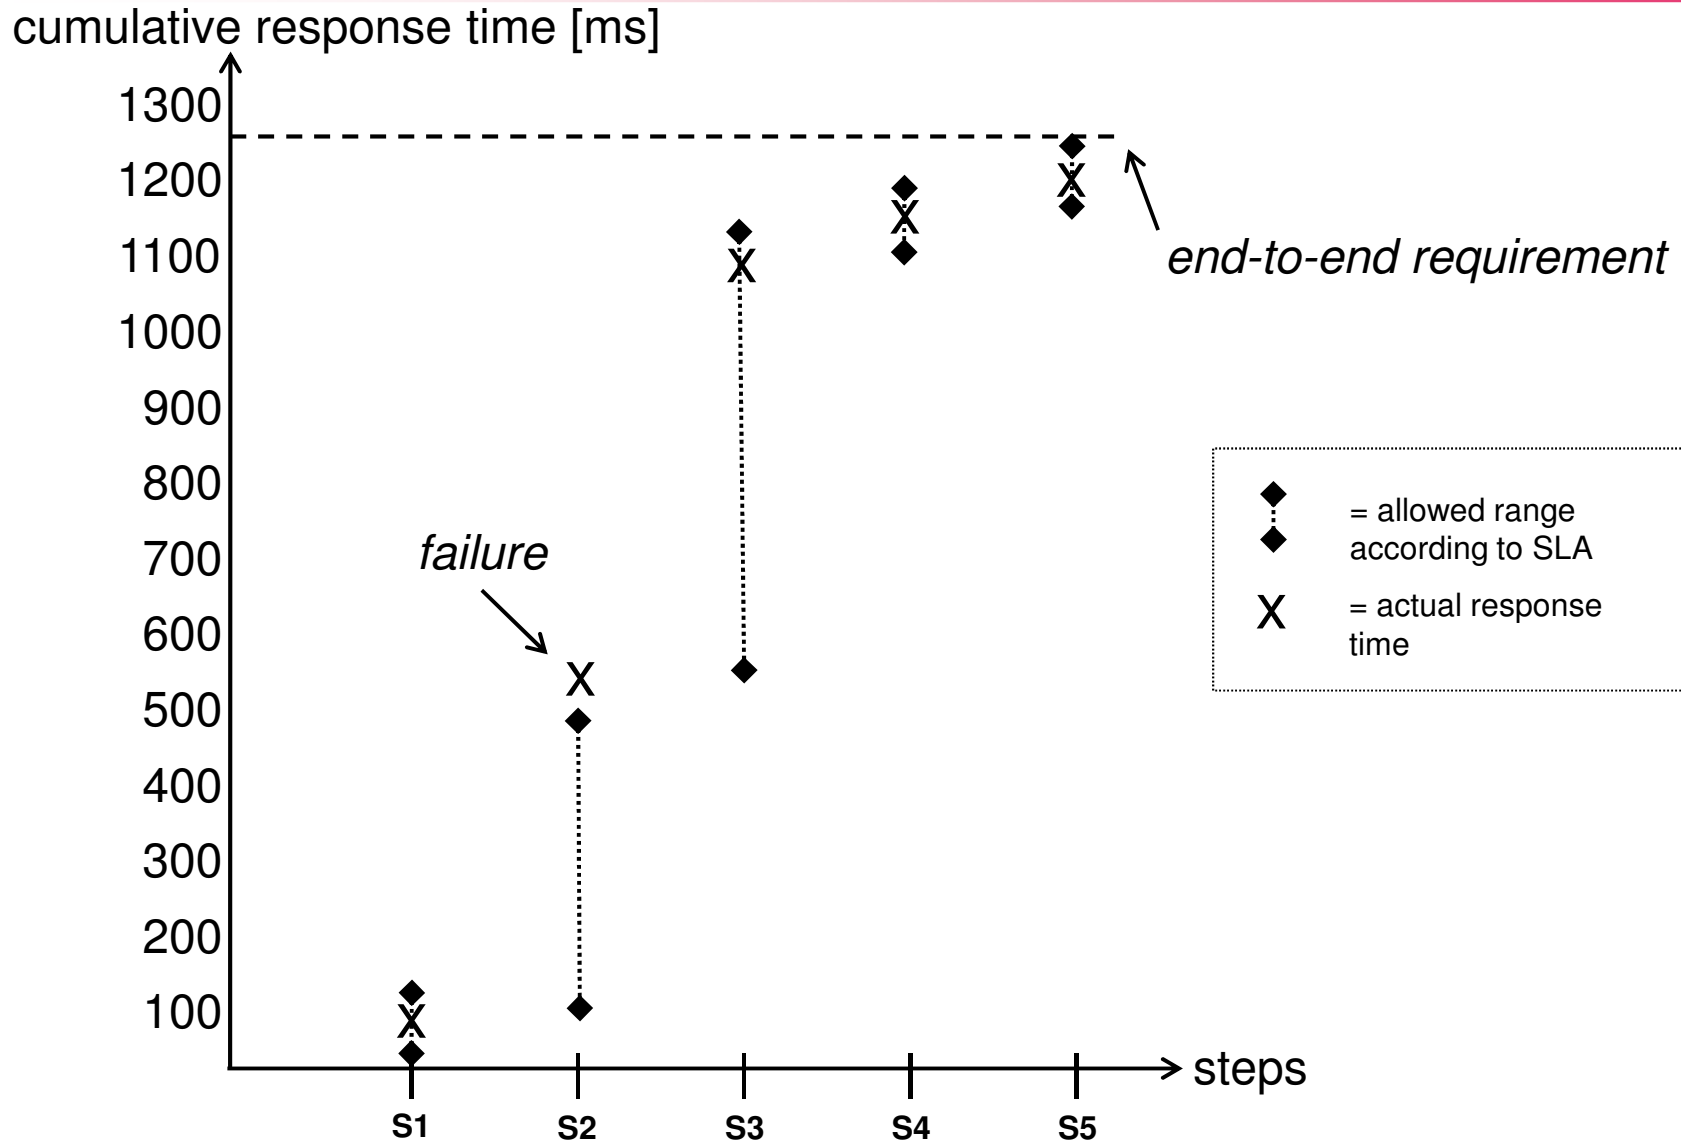 cumulative response time [ms]
1300
1200
1100
1000
900
800
700
600
500
400
300
200
100
end-to-end requirement
failure
X
X
X
X
X
= allowed range
according to SLA
X
= actual response
time
steps
S1
S2
S3
S4
S5